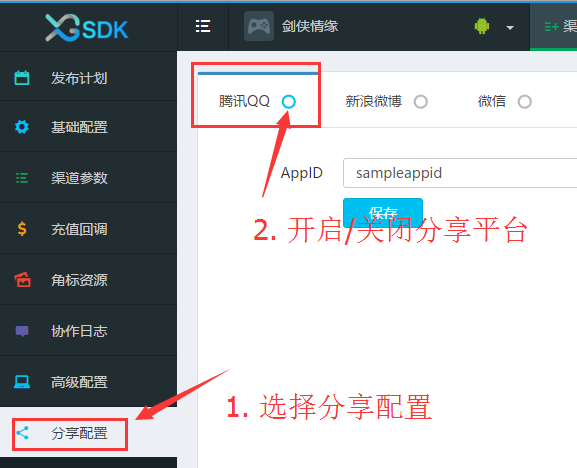 XGSDK
剑侠情缘
渠
发布计划
基础配置
渠道参数
充值回调
角标资源
协作日志
高级配置
分享配置
腾讯QQ
新浪微博
微信
AppID
sampleappid
保存
2. 开启/关闭分享平台
1. 选择分享配置